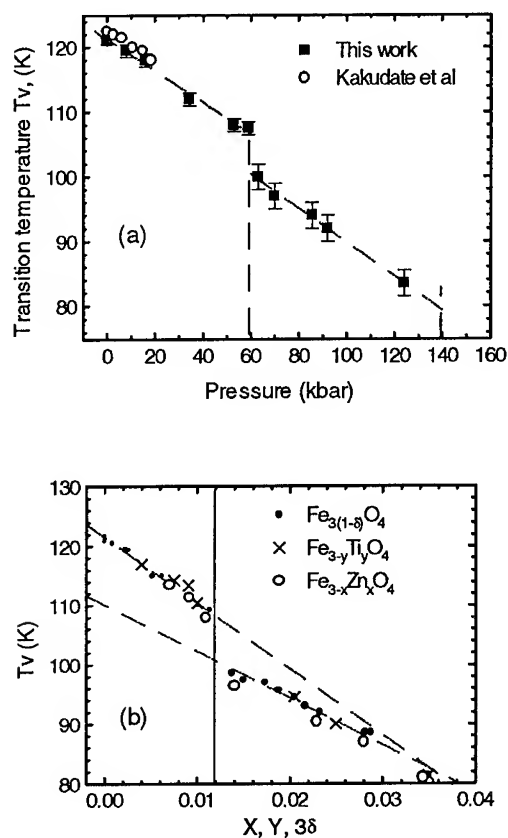 120
110
100
90
80
Transition temperature Tv, (K)
This work
Kakudate et al
(a)
0 20 40 60 80 100 120 140 160
Pressure (kbar)
130
120
110
100
90
80
Tv (K)
Fe3(1-δ)O4
Fe3-yTiyO4
Fe3-xZnxO4
(b)
0.00 0.01 0.02 0.03 0.04
X, Y, 3δ